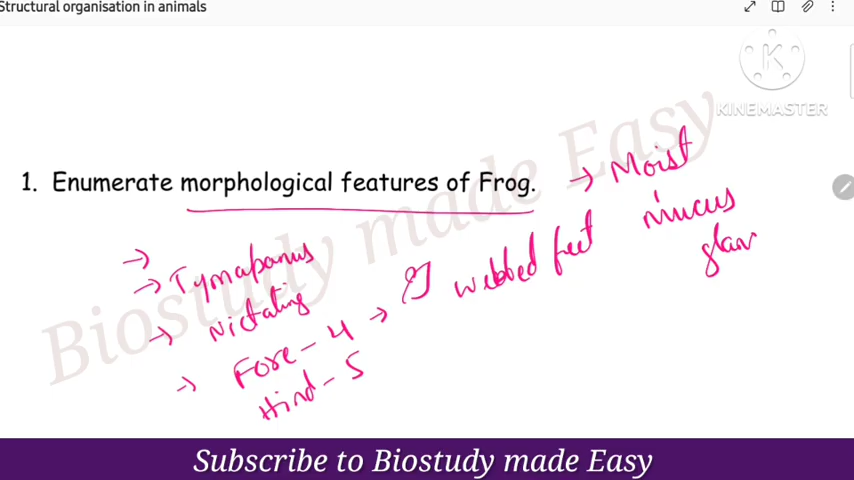 Structural organisation in animals
KINEMASTER
1. Enumerate morphological features of Frog.
→ Moist
mucus
glan
→
→ Tymapanus
→ Nictating
→ Fore - 4
Hind - 5
→ webbed feet
Biostudy made Easy
Subscribe to Biostudy made Easy